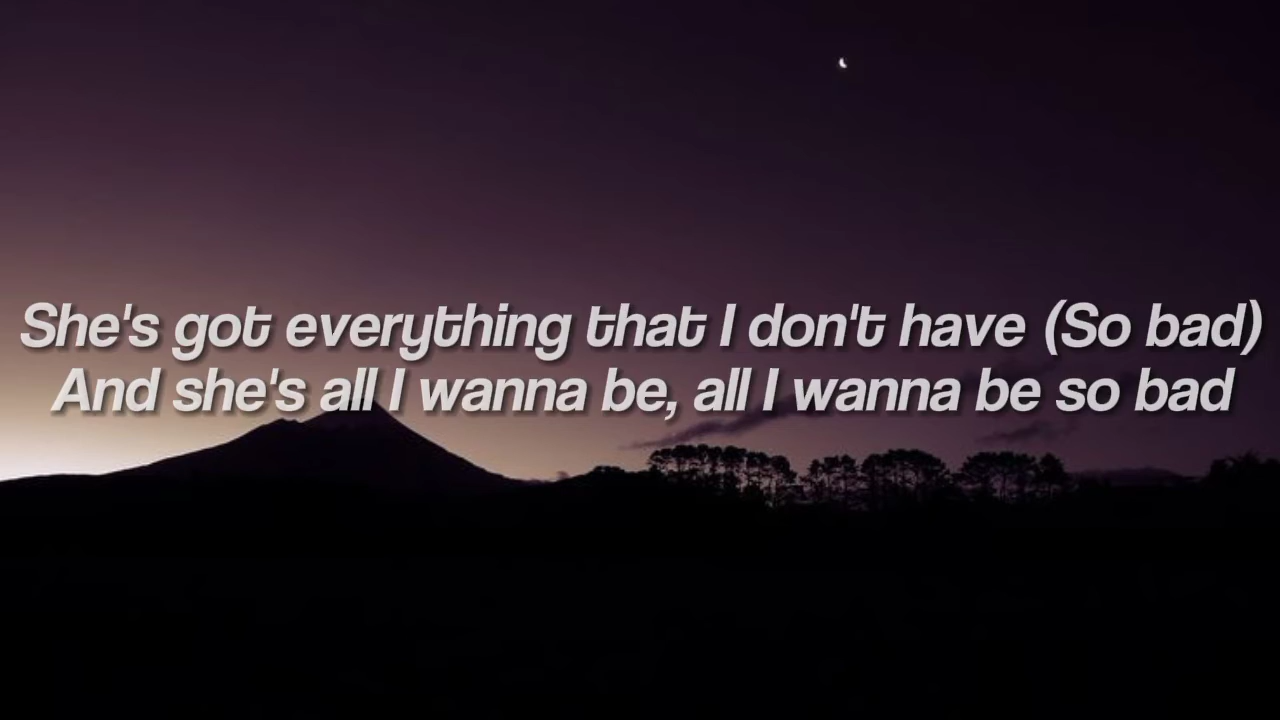 She's got everything that I don't have (So bad)
And she's all I wanna be, all I wanna be so bad